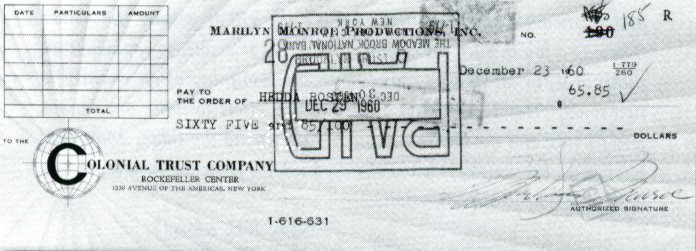 DATE PARTICULARS AMOUNT
TOTAL
MARILYN MONROE PRODUCTIONS, INC.
NEW YORK
THE MEADOW BROOK NATIONAL BANK
28
NO. 185 R
December 23 1960
1-779
260
PAY TO
THE ORDER OF HEDDA ROSTEN
$ 65.85
DEC 30
DEC 29 1960
PAID
SIXTY FIVE and 85/100
DOLLARS
TO THE
COLONIAL TRUST COMPANY
ROCKEFELLER CENTER
1230 AVENUE OF THE AMERICAS, NEW YORK
Marilyn Monroe
AUTHORIZED SIGNATURE
1-616-631